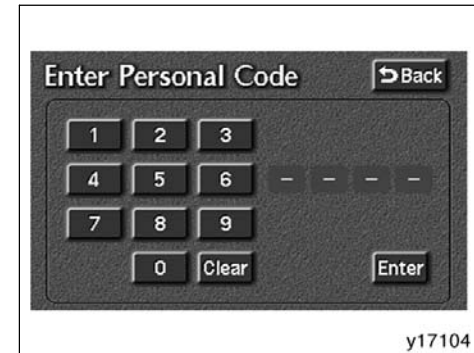 Enter Personal Code Back
1 2 3
4 5 6 – – – –
7 8 9
0 Clear Enter
y17104